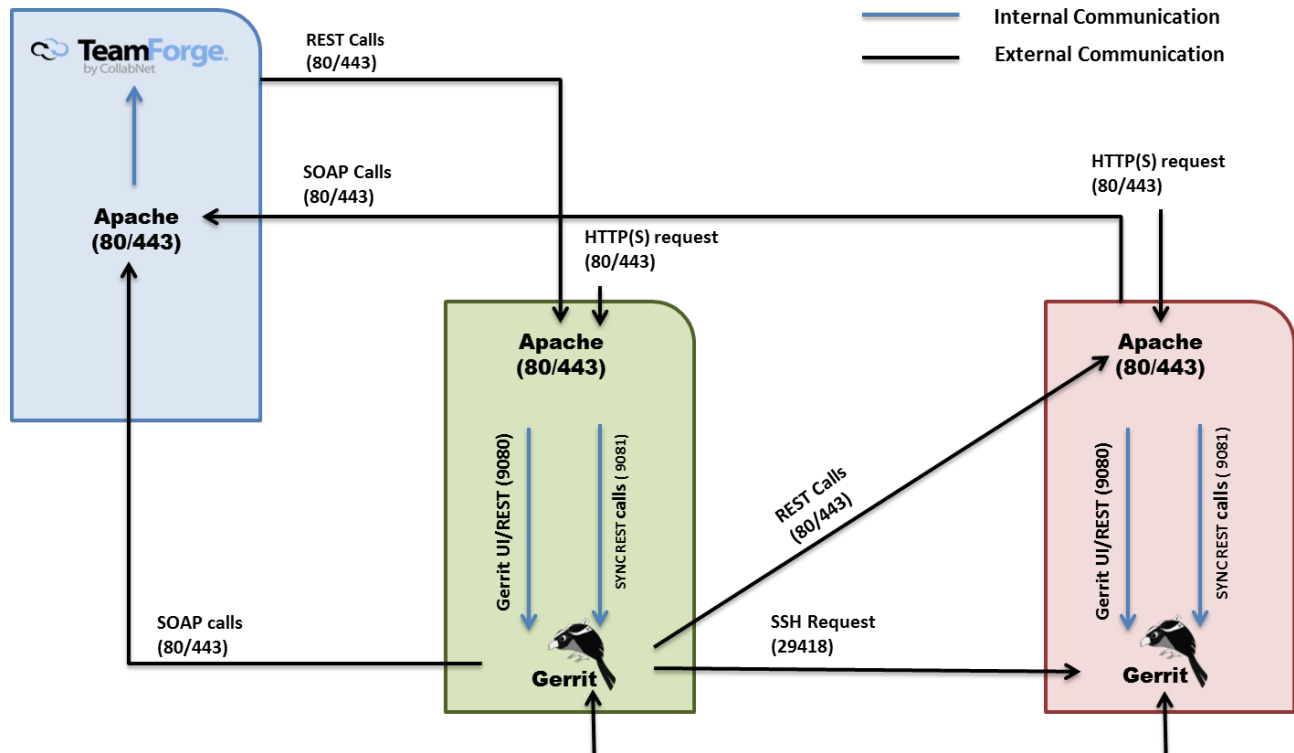 Internal Communication
External Communication
TeamForge.
by CollabNet
REST Calls
(80/443)
SOAP Calls
(80/443)
HTTP(S) request
(80/443)
Apache
(80/443)
HTTP(S) request
(80/443)
Apache
(80/443)
Apache
(80/443)
Gerrit UI/REST (9080)
SYNC REST calls ( 9081)
REST Calls
(80/443)
Gerrit UI/REST (9080)
SYNC REST calls ( 9081)
SOAP calls
(80/443)
SSH Request
(29418)
Gerrit
Gerrit